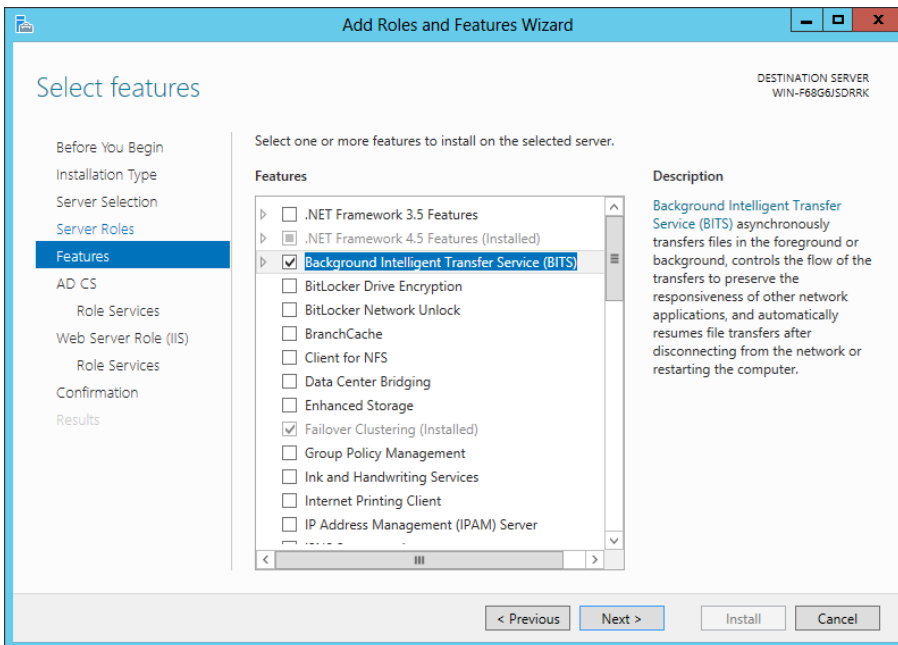 Add Roles and Features Wizard
Select features
DESTINATION SERVER
WIN-F68G6JSDRRK
Before You Begin
Installation Type
Server Selection
Server Roles
Features
AD CS
Role Services
Web Server Role (IIS)
Role Services
Confirmation
Results
Select one or more features to install on the selected server.
Features
.NET Framework 3.5 Features
.NET Framework 4.5 Features (Installed)
Background Intelligent Transfer Service (BITS)
BitLocker Drive Encryption
BitLocker Network Unlock
BranchCache
Client for NFS
Data Center Bridging
Enhanced Storage
Failover Clustering (Installed)
Group Policy Management
Ink and Handwriting Services
Internet Printing Client
IP Address Management (IPAM) Server
Description
Background Intelligent Transfer
Service (BITS) asynchronously
transfers files in the foreground or
background, controls the flow of the
transfers to preserve the
responsiveness of other network
applications, and automatically
resumes file transfers after
disconnecting from the network or
restarting the computer.
< Previous
Next >
Install
Cancel